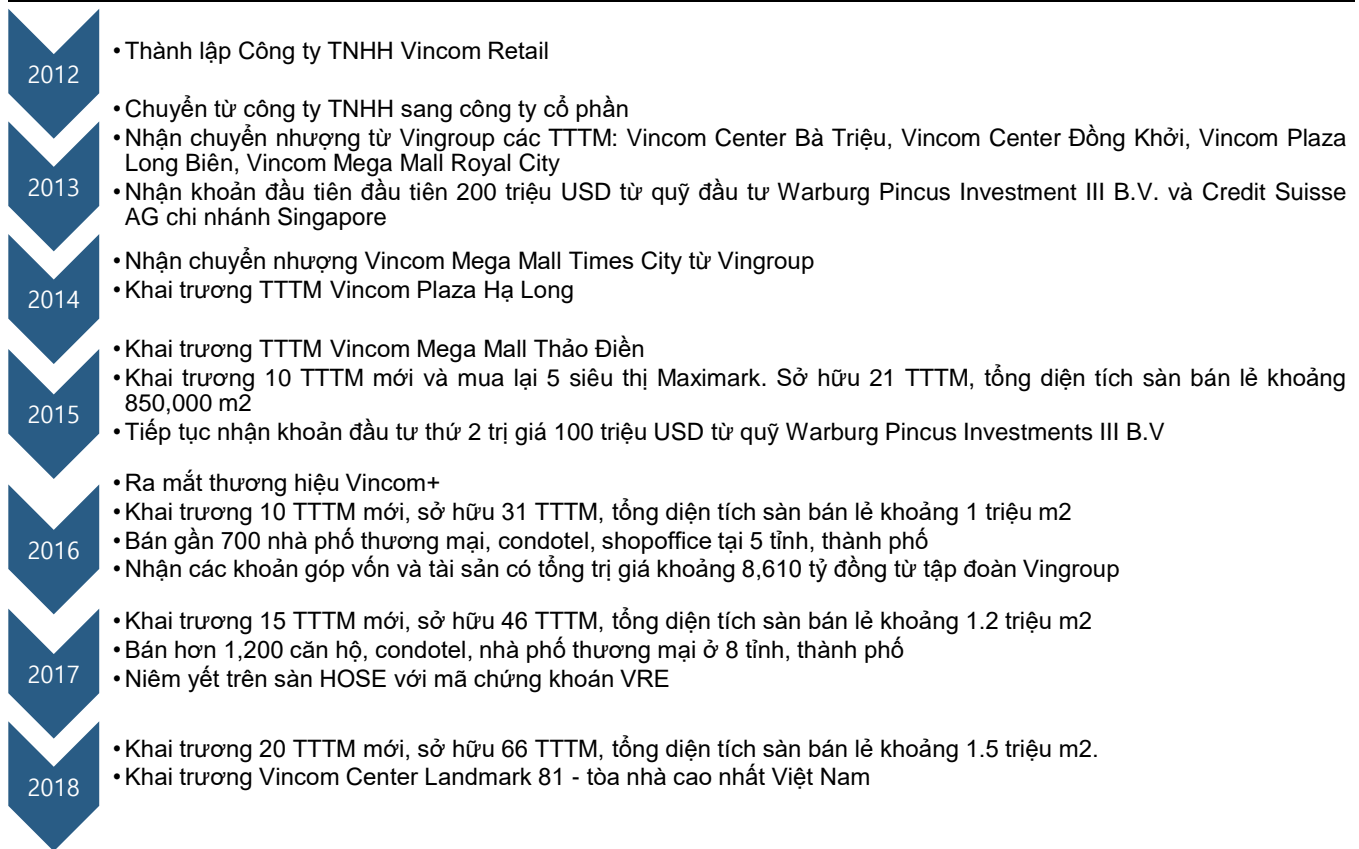 2012
•Thành lập Công ty TNHH Vincom Retail
2013
•Chuyển từ công ty TNHH sang công ty cổ phần
•Nhận chuyển nhượng từ Vingroup các TTTM: Vincom Center Bà Triệu, Vincom Center Đồng Khởi, Vincom Plaza
Long Biên, Vincom Mega Mall Royal City
•Nhận khoản đầu tiên đầu tiên 200 triệu USD từ quỹ đầu tư Warburg Pincus Investment III B.V. và Credit Suisse
AG chi nhánh Singapore
2014
•Nhận chuyển nhượng Vincom Mega Mall Times City từ Vingroup
•Khai trương TTTM Vincom Plaza Hạ Long
2015
•Khai trương TTTM Vincom Mega Mall Thảo Điền
•Khai trương 10 TTTM mới và mua lại 5 siêu thị Maximark. Sở hữu 21 TTTM, tổng diện tích sàn bán lẻ khoảng
850,000 m2
•Tiếp tục nhận khoản đầu tư thứ 2 trị giá 100 triệu USD từ quỹ Warburg Pincus Investments III B.V
2016
•Ra mắt thương hiệu Vincom+
•Khai trương 10 TTTM mới, sở hữu 31 TTTM, tổng diện tích sàn bán lẻ khoảng 1 triệu m2
•Bán gần 700 nhà phố thương mại, condotel, shopoffice tại 5 tỉnh, thành phố
•Nhận các khoản góp vốn và tài sản có tổng trị giá khoảng 8,610 tỷ đồng từ tập đoàn Vingroup
2017
•Khai trương 15 TTTM mới, sở hữu 46 TTTM, tổng diện tích sàn bán lẻ khoảng 1.2 triệu m2
•Bán hơn 1,200 căn hộ, condotel, nhà phố thương mại ở 8 tỉnh, thành phố
•Niêm yết trên sàn HOSE với mã chứng khoán VRE
2018
•Khai trương 20 TTTM mới, sở hữu 66 TTTM, tổng diện tích sàn bán lẻ khoảng 1.5 triệu m2.
•Khai trương Vincom Center Landmark 81 - tòa nhà cao nhất Việt Nam